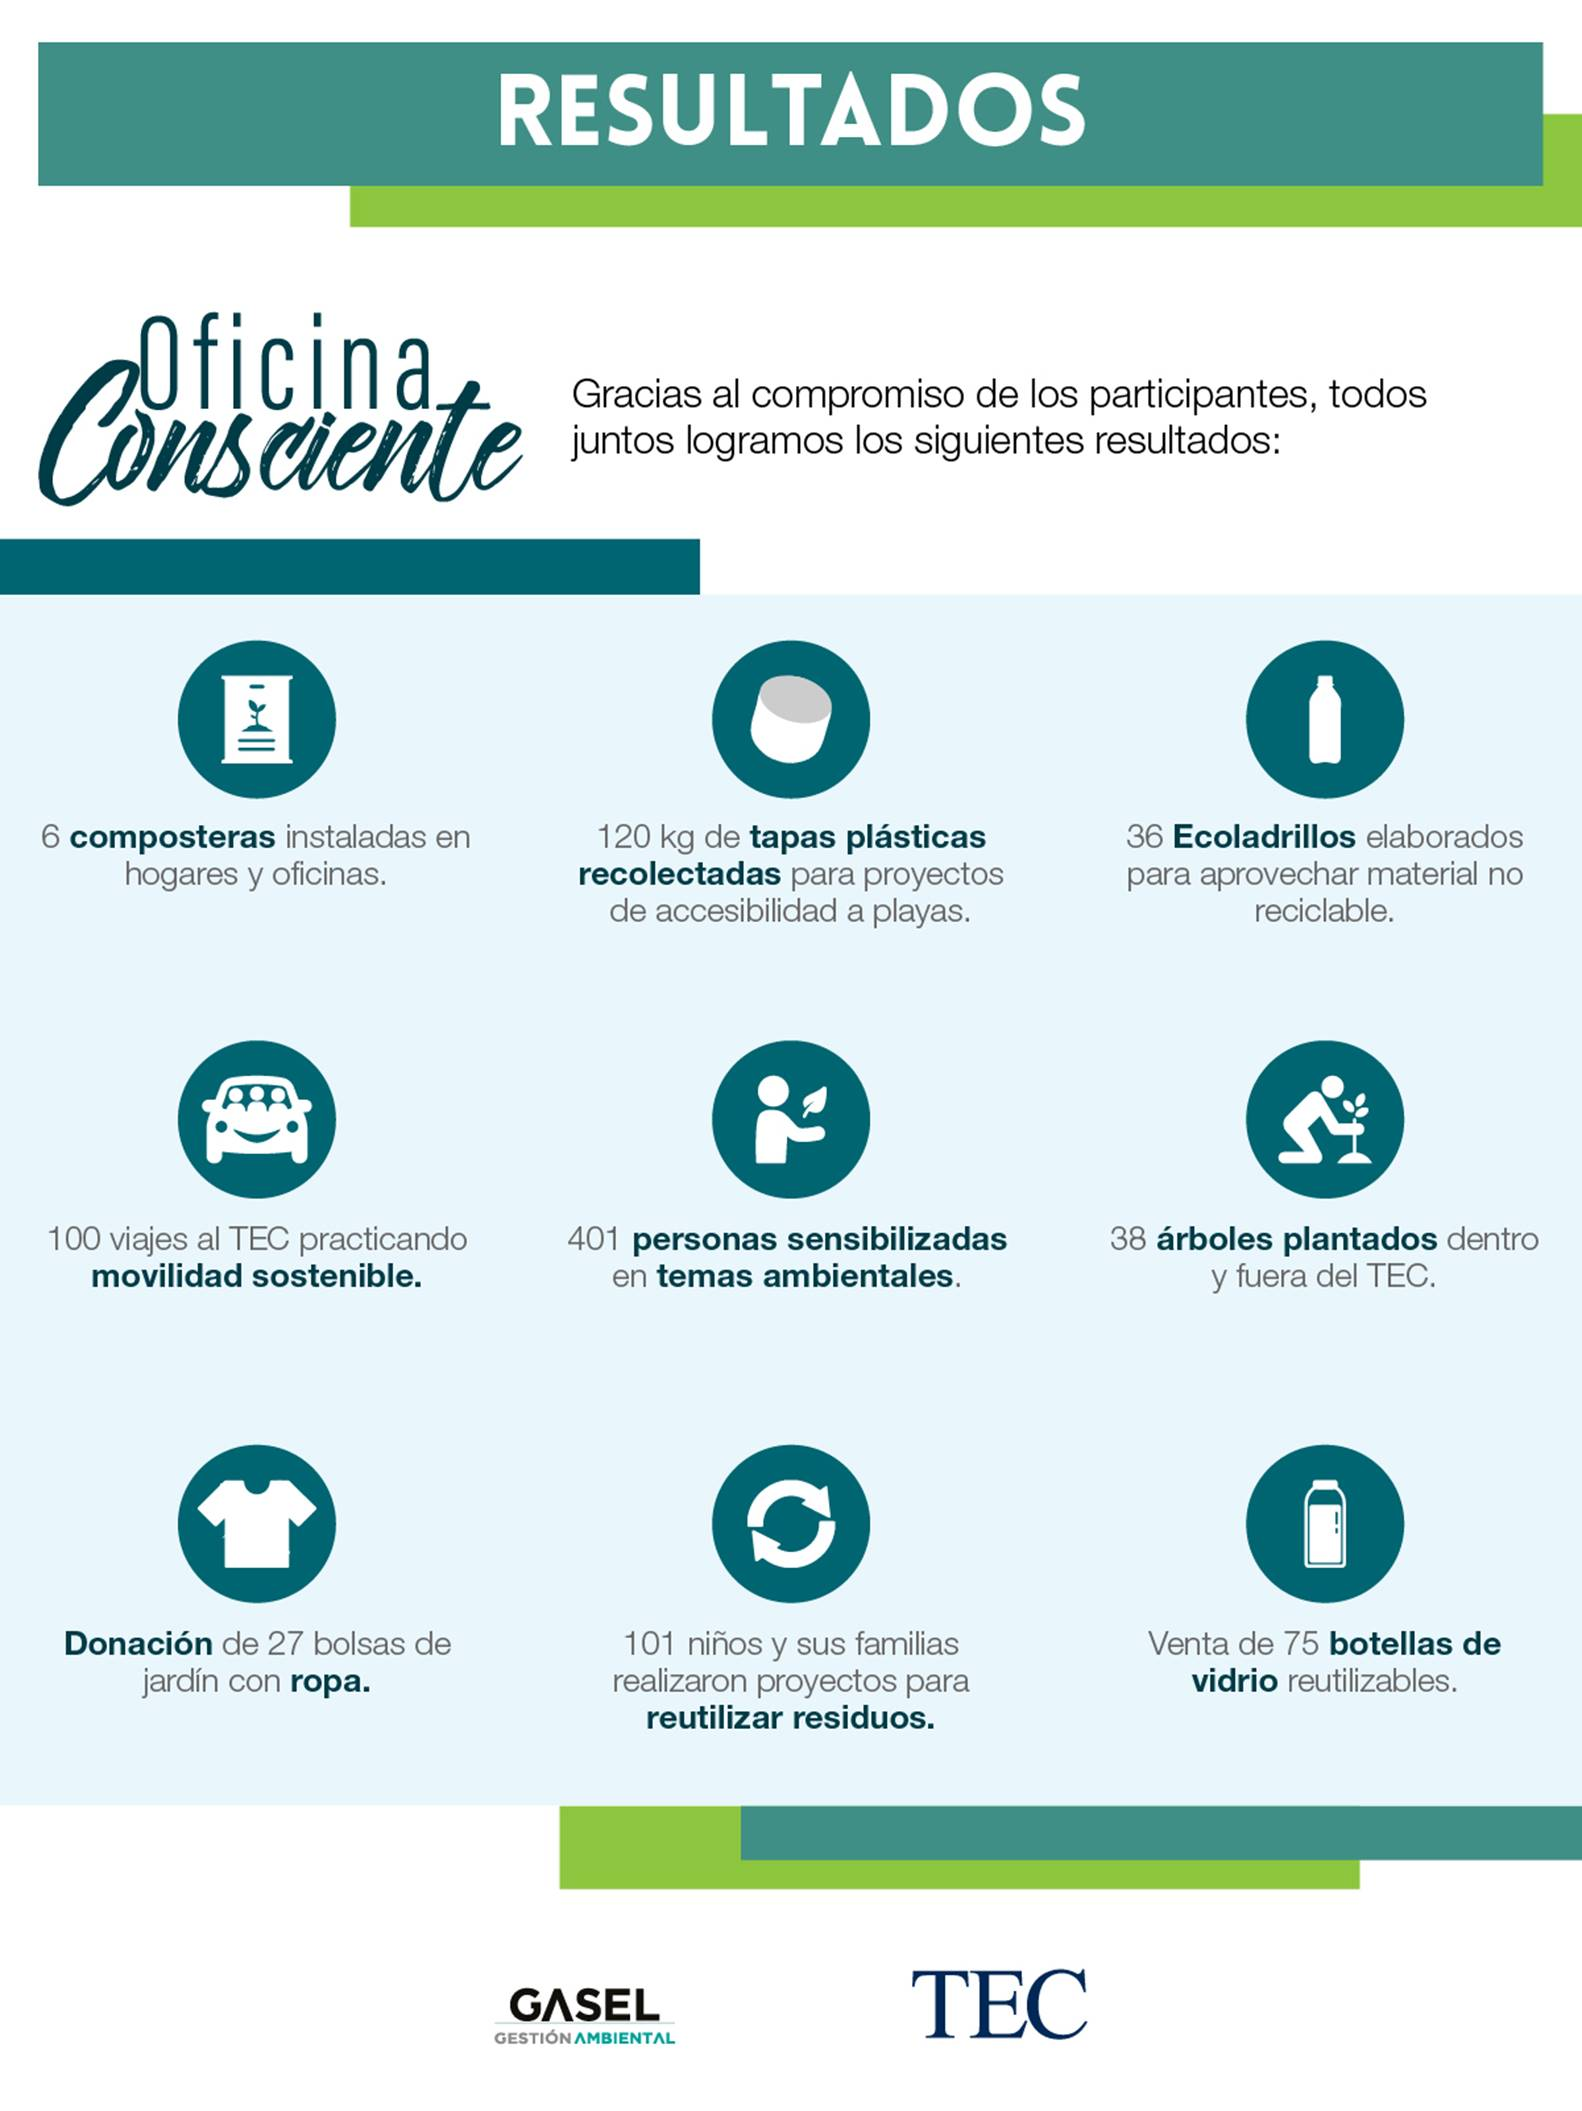 RESULTADOS
Oficina
Consciente
Gracias al compromiso de los participantes, todos
juntos logramos los siguientes resultados:
6 composteras instaladas en
hogares y oficinas.
120 kg de tapas plásticas
recolectadas para proyectos
de accesibilidad a playas.
36 Ecoladrillos elaborados
para aprovechar material no
reciclable.
100 viajes al TEC practicando
movilidad sostenible.
401 personas sensibilizadas
en temas ambientales.
38 árboles plantados dentro
y fuera del TEC.
Donación de 27 bolsas de
jardín con ropa.
101 niños y sus familias
realizaron proyectos para
reutilizar residuos.
Venta de 75 botellas de
vidrio reutilizables.
GASEL
GESTIÓN AMBIENTAL
TEC